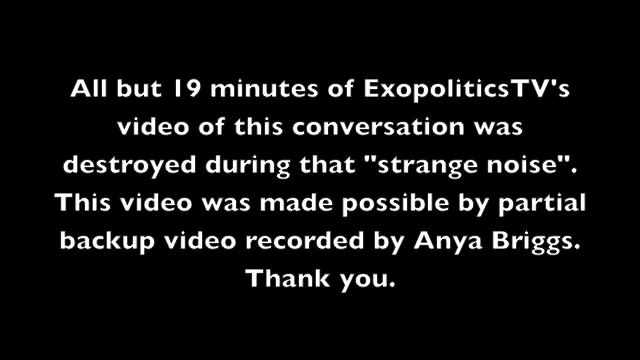 All but 19 minutes of ExopoliticsTV's
video of this conversation was
destroyed during that "strange noise".
This video was made possible by partial
backup video recorded by Anya Briggs.
Thank you.